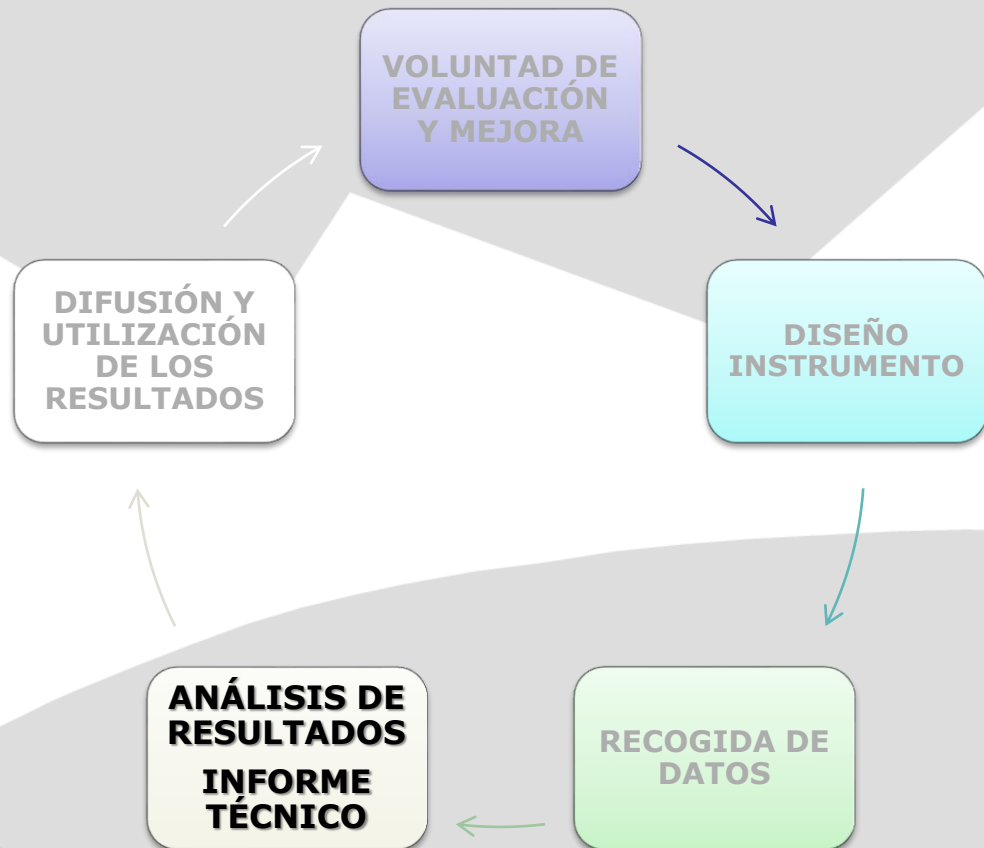 VOLUNTAD DE
EVALUACIÓN
Y MEJORA
DISEÑO
INSTRUMENTO
RECOGIDA DE
DATOS
ANÁLISIS DE
RESULTADOS
INFORME
TÉCNICO
DIFUSIÓN Y
UTILIZACIÓN
DE LOS
RESULTADOS